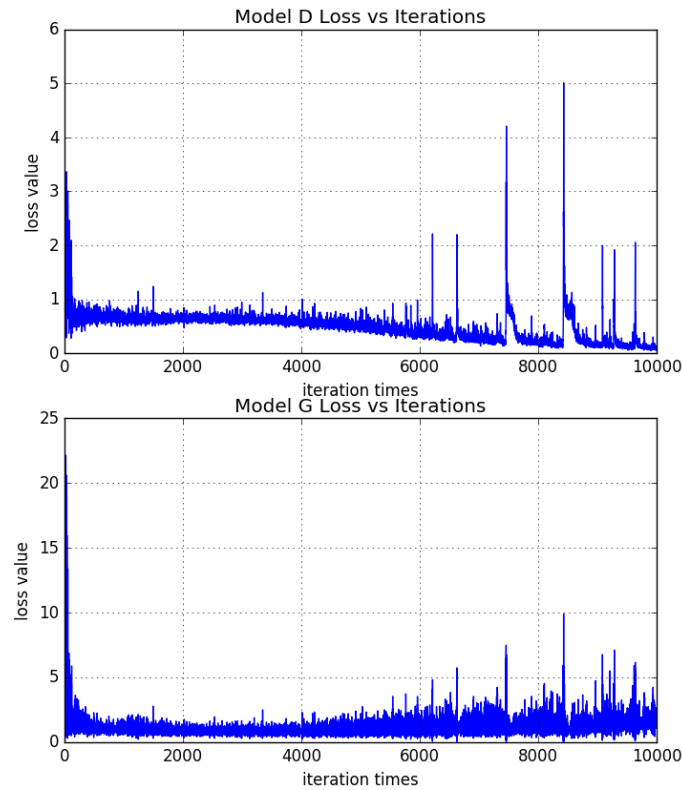 Model D Loss vs Iterations
6
5
4
3
2
1
0
loss value
0 2000 4000 6000 8000 10000
iteration times
Model G Loss vs Iterations
25
20
15
10
5
0
loss value
0 2000 4000 6000 8000 10000
iteration times